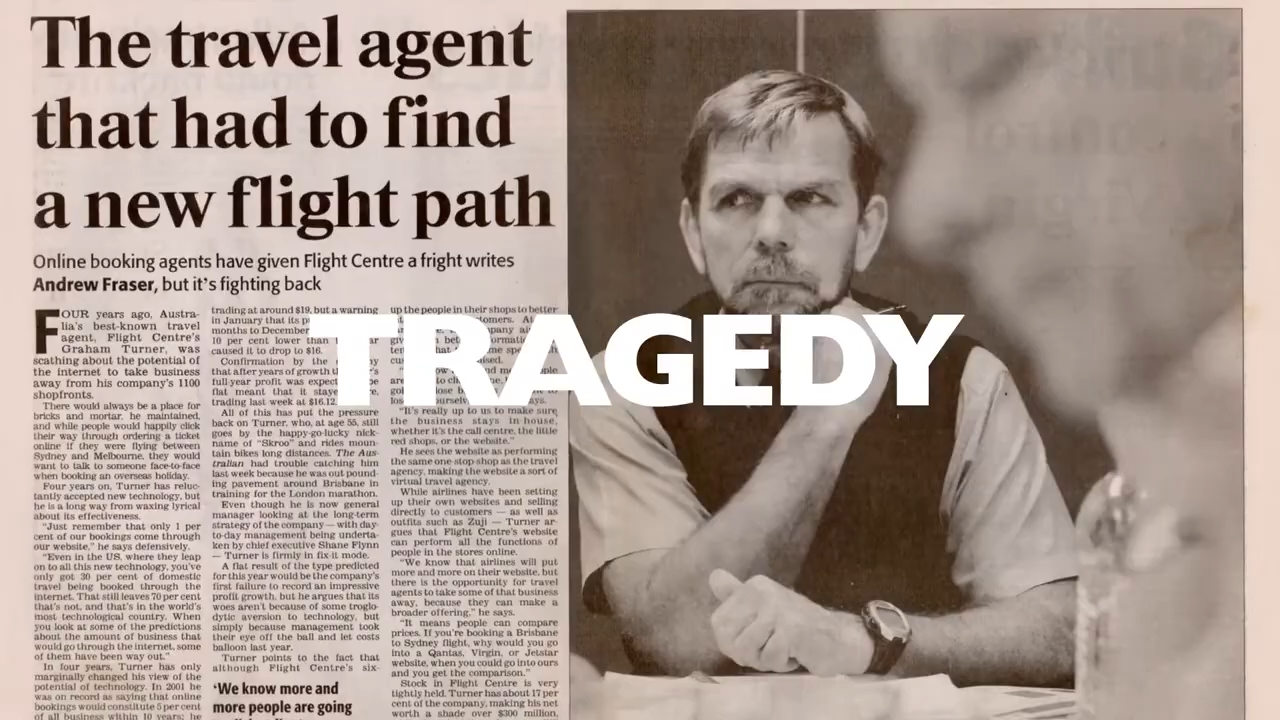 The travel agent
that had to find
a new flight path
Online booking agents have given Flight Centre a fright writes
Andrew Fraser, but it's fighting back
FOUR years ago, Austra-
lia's best-known travel
agent, Flight Centre's
Graham Turner, was
scathing about the potential of
the internet to take business
away from his company's 1100
shopfronts.
There would always be a place for
bricks and mortar, he maintained,
and while people would happily click
their way through ordering a ticket
online if they were flying between
Sydney and Melbourne, they would
want to talk to someone face-to-face
when booking an overseas holiday.
Four years on, Turner has reluc-
tantly accepted new technology, but
he is a long way from waxing lyrical
about its effectiveness.
"Just remember that only 1 per
cent of our bookings come through
our website," he says defensively.
"Even in the US, where they leap
on to all this new technology, you've
only got 30 per cent of domestic
travel being booked through the
internet. That still leaves 70 per cent
that's not, and that's in the world's
most technological country. When
you look at some of the predictions
about the amount of business that
would go through the internet, some
of them have been way out."
In four years, Turner has only
marginally changed his view of the
potential of technology. In 2001 he
was on record as saying that online
bookings would constitute 5 per cent
of all business within 10 years; he
trading at around $19, but a warning
in January that its
months to December
10 per cent lower than
caused it to drop to $16.
Confirmation by the
that after years of growth
full-year profit was
flat meant that it
trading last week at $16.12.
All of this has put the pressure
back on Turner, who, at age 55, still
goes by the happy-go-lucky nick-
name of "Skroo" and rides moun-
tain bikes long distances. The Aus-
tralian had trouble catching him
last week because he was out pound-
ing pavement around Brisbane in
training for the London marathon.
Even though he is now general
manager looking at the long-term
strategy of the company — with day-
to-day management being underta-
ken by chief executive Shane Flynn
— Turner is firmly in fix-it mode.
A flat result of the type predicted
for this year would be the company's
first failure to record an impressive
profit growth, but he argues that its
woes aren't because of some troglo-
dytic aversion to technology, but
simply because management took
their eye off the ball and let costs
balloon last year.
Turner points to the fact that
although Flight Centre's six-
'We know more and
more people are going
up the people in their shops to better
"It's really up to us to make sure
the business stays in house,
whether it's the call centre, the little
red shops, or the website."
He sees the website as performing
the same one-stop-shop as the travel
agency, making the website a sort of
virtual travel agency.
While airlines have been setting
up their own websites and selling
directly to customers — as well as
outfits such as Zuji — Turner ar-
gues that Flight Centre's website
can perform all the functions of
people in the stores online.
"We know that airlines will put
more and more on their website, but
there is the opportunity for travel
agents to take some of that business
away, because they can make a
broader offering," he says.
"It means people can compare
prices. If you're booking a Brisbane
to Sydney flight, why would you go
into a Qantas, Virgin, or Jetstar
website, when you could go into ours
and you get the comparison."
Stock in Flight Centre is very
tightly held. Turner has about 17 per
cent of the company, making his net
worth a shade over $300 million,
TRAGEDY